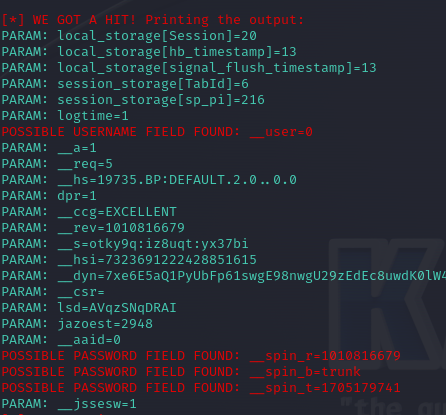 [*] WE GOT A HIT! Printing the output:
PARAM: local_storage[Session]=20
PARAM: local_storage[hb_timestamp]=13
PARAM: local_storage[signal_flush_timestamp]=13
PARAM: session_storage[TabId]=6
PARAM: session_storage[sp_pi]=216
PARAM: logtime=1
POSSIBLE USERNAME FIELD FOUND: __user=0
PARAM: __a=1
PARAM: __req=5
PARAM: __hs=19735.BP:DEFAULT.2.0..0.0
PARAM: dpr=1
PARAM: __ccg=EXCELLENT
PARAM: __rev=1010816679
PARAM: __s=otky9q:iz8uqt:yx37bi
PARAM: __hsi=7323691222428851615
PARAM: __dyn=7xe6E5aQ1PyUbFp61swgE98nwgU29zEdEc8uwdK0lW4
PARAM: __csr=
PARAM: lsd=AVqzSNqDRAI
PARAM: jazoest=2948
PARAM: __aaid=0
POSSIBLE PASSWORD FIELD FOUND: __spin_r=1010816679
POSSIBLE PASSWORD FIELD FOUND: __spin_b=trunk
POSSIBLE PASSWORD FIELD FOUND: __spin_t=1705179741
PARAM: __jssesw=1
"the qu